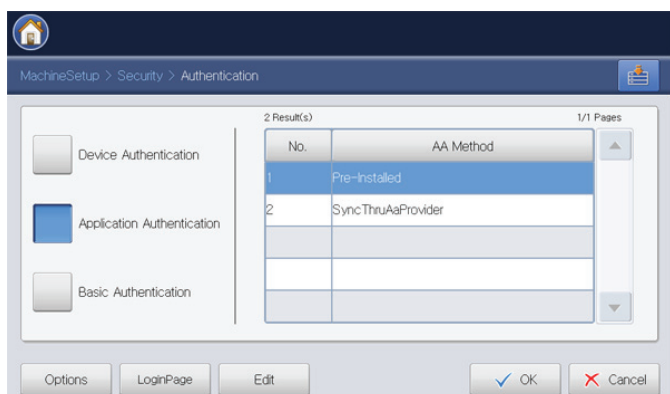 MachineSetup > Security > Authentication
2 Result(s) 1/1 Pages
No. AA Method
Device Authentication
1 Pre-Installed
2 SyncThruAaProvider
Application Authentication
Basic Authentication
Options LoginPage Edit OK Cancel